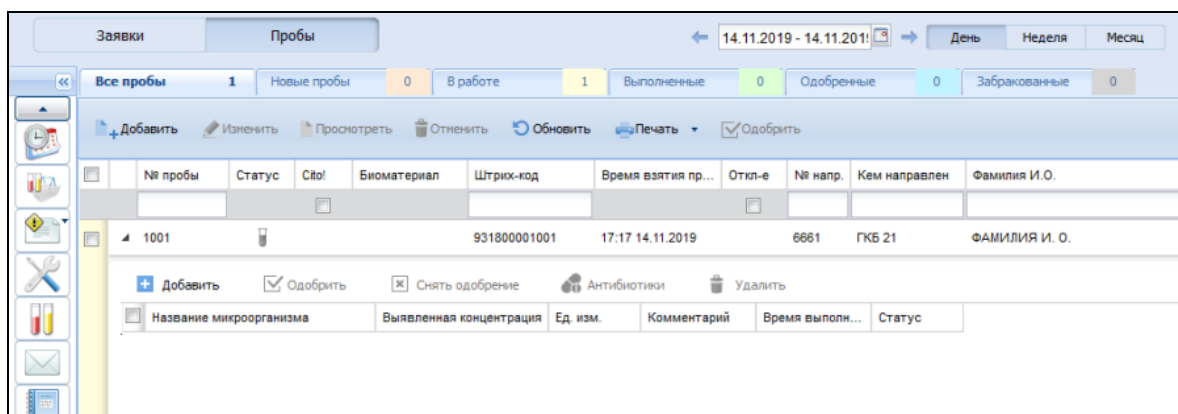 Заявки Пробы 14.11.2019 - 14.11.201 День Неделя Месяц
Все пробы 1 Новые пробы 0 В работе 1 Выполненные 0 Одобренные 0 Забракованные 0
Добавить Изменить Просмотреть Отменить Обновить Печать Одобрить
№ пробы Статус Cito! Биоматериал Штрих-код Время взятия пр... Откл-е № напр. Кем направлен Фамилия И.О.
1001 931800001001 17:17 14.11.2019 6661 ГКБ 21 ФАМИЛИЯ И. О.
Добавить Одобрить Снять одобрение Антибиотики Удалить
Название микроорганизма Выявленная концентрация Ед. изм. Комментарий Время выполн... Статус